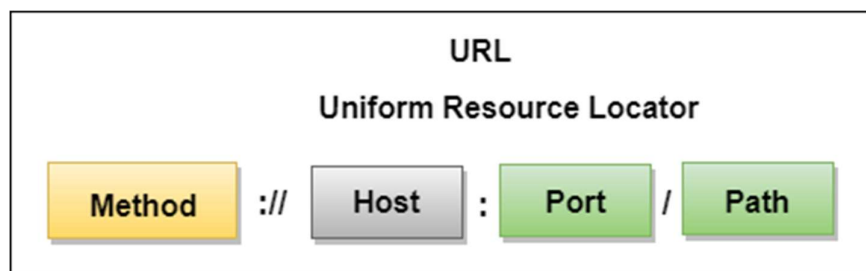 URL
Uniform Resource Locator
Method :// Host : Port / Path